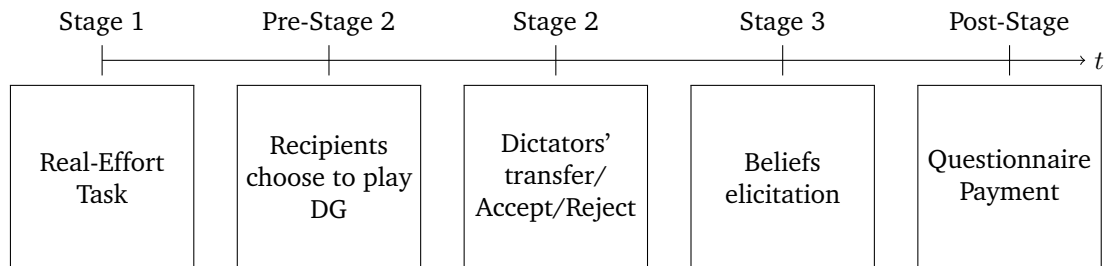 Stage 1
Pre-Stage 2
Stage 2
Stage 3
Post-Stage
t
Real-Effort
Task
Recipients
choose to play
DG
Dictators’
transfer/
Accept/Reject
Beliefs
elicitation
Questionnaire
Payment